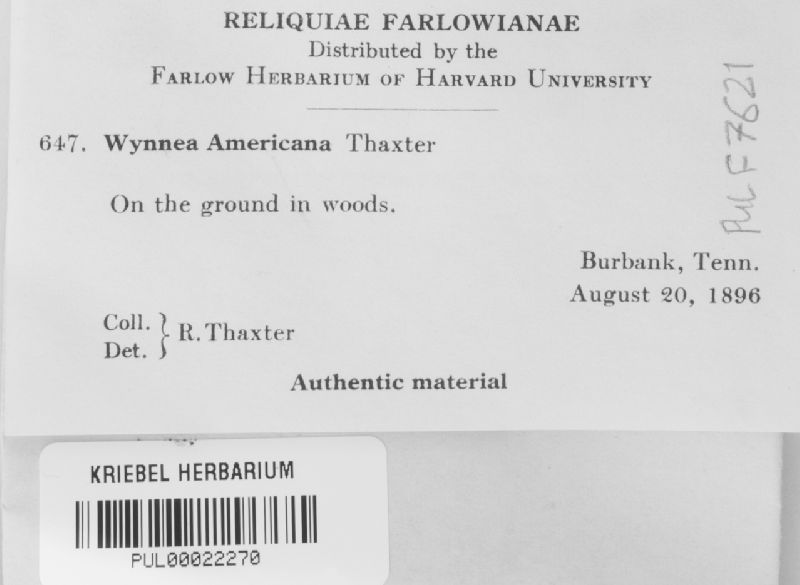 RELIQUIAE FARLOWIANAE
Distributed by the
FARLOW HERBARIUM OF HARVARD UNIVERSITY
647. Wynnea Americana Thaxter
On the ground in woods.
Burbank, Tenn.
August 20, 1896
Coll. } R. Thaxter
Det.
Authentic material
PUL F7621
KRIEBEL HERBARIUM
PUL00022270